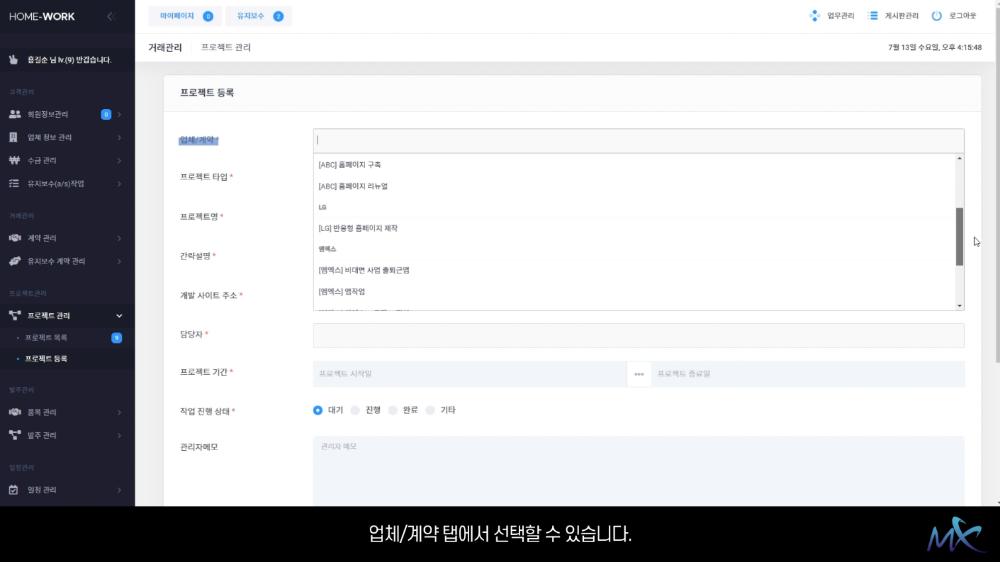 HOME-WORK
마이페이지 0
유지보수 2
업무관리
게시판관리
로그아웃
거래관리
프로젝트 관리
7월 13일 수요일, 오후 4:15:48
홍길순 님 lv.(9) 반갑습니다.
고객관리
회원정보관리 0
업체 정보 관리
수금 관리
유지보수(a/s)작업
거래관리
계약 관리
유지보수 계약 관리
프로젝트관리
프로젝트 관리
프로젝트 목록 9
프로젝트 등록
발주관리
품목 관리
발주 관리
일정관리
일정 관리
프로젝트 등록
업체/계약 *
[ABC] 홈페이지 구축
[ABC] 홈페이지 리뉴얼
LG
[LG] 반응형 홈페이지 제작
엠엑스
[엠엑스] 비대면 사업 출퇴근앱
[엠엑스] 앱작업
프로젝트 타입 *
프로젝트명 *
간략설명 *
개발 사이트 주소 *
담당자 *
프로젝트 기간 *
프로젝트 시작일
프로젝트 종료일
작업 진행 상태 *
대기 진행 완료 기타
관리자메모
관리자 메모
업체/계약 탭에서 선택할 수 있습니다.
MX